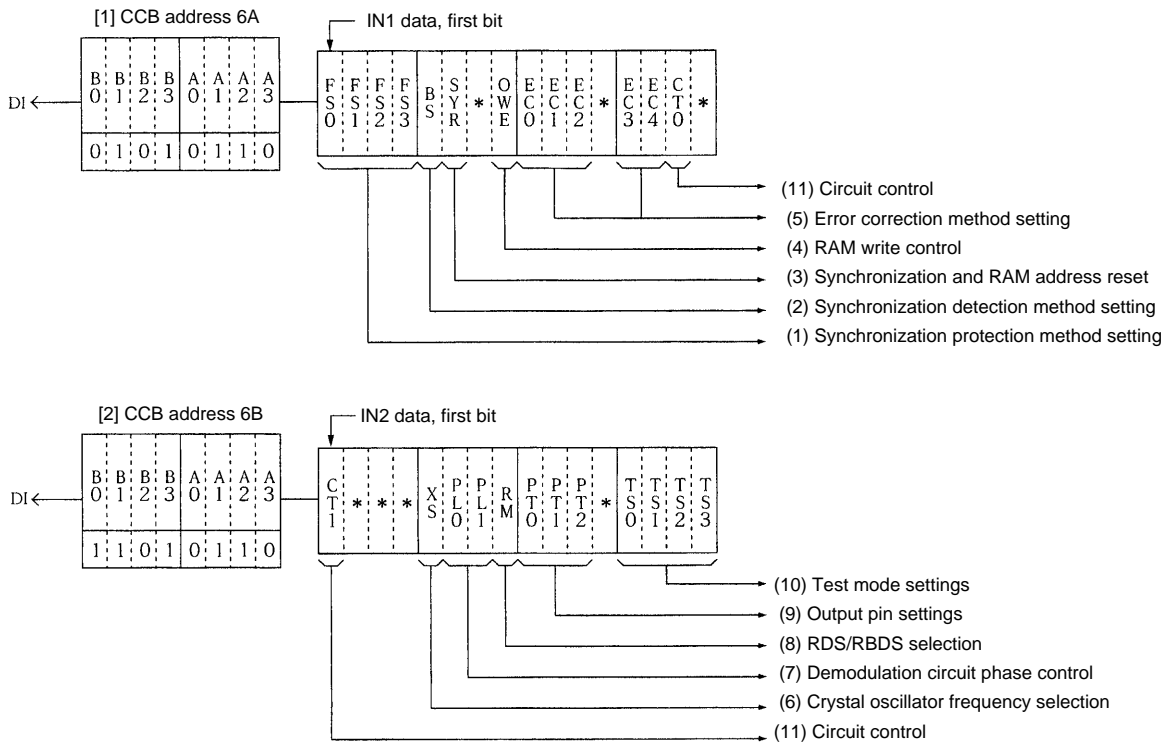 [1] CCB address 6A
IN1 data, first bit
DI
B0 B1 B2 B3 A0 A1 A2 A3
FS0 FS1 FS2 FS3 BS SYR * OWE EC0 EC1 EC2 * EC3 EC4 CT0 *
0 1 0 1 0 1 1 0
(11) Circuit control
(5) Error correction method setting
(4) RAM write control
(3) Synchronization and RAM address reset
(2) Synchronization detection method setting
(1) Synchronization protection method setting
[2] CCB address 6B
IN2 data, first bit
DI
B0 B1 B2 B3 A0 A1 A2 A3
CT1 * * * XS PL0 PL1 RM PT0 PT1 PT2 * TS0 TS1 TS2 TS3
1 1 0 1 0 1 1 0
(10) Test mode settings
(9) Output pin settings
(8) RDS/RBDS selection
(7) Demodulation circuit phase control
(6) Crystal oscillator frequency selection
(11) Circuit control